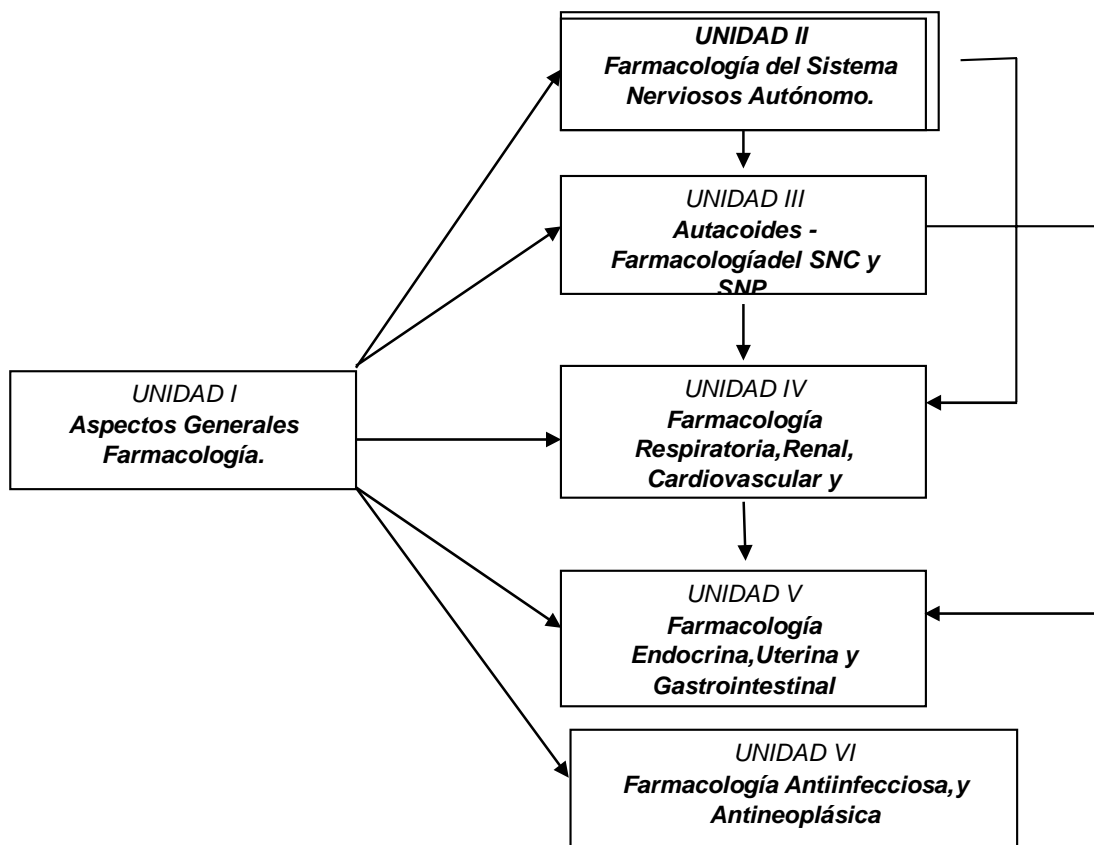 UNIDAD II
Farmacología del Sistema
Nerviosos Autónomo.
UNIDAD III
Autacoides -
Farmacologíadel SNC y
SNP
UNIDAD I
Aspectos Generales
Farmacología.
UNIDAD IV
Farmacología
Respiratoria,Renal,
Cardiovascular y
UNIDAD V
Farmacología
Endocrina,Uterina y
Gastrointestinal
UNIDAD VI
Farmacología Antiinfecciosa,y
Antineoplásica